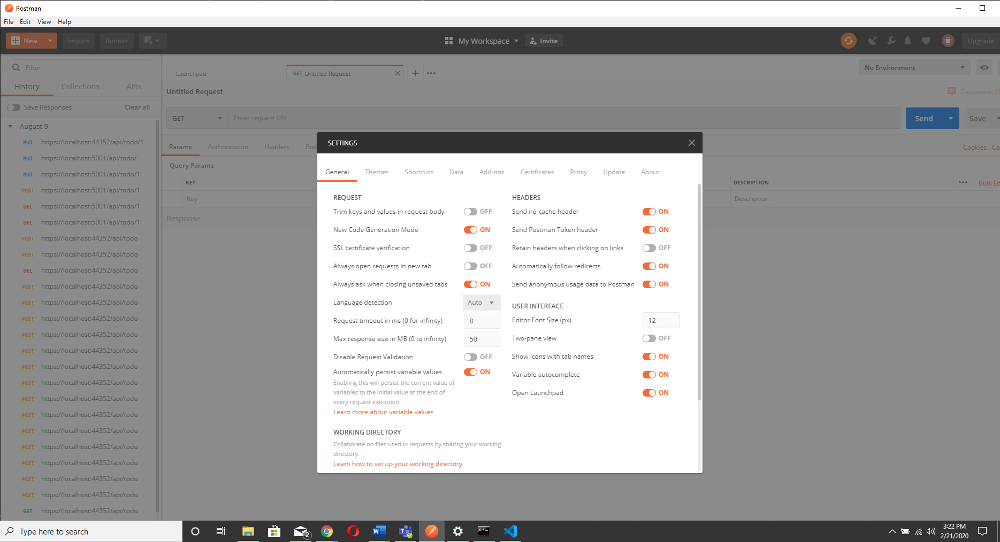 Postman
File Edit View Help
New Import Runner My Workspace Invite Upgrade
Filter
History Collections APIs
Save Responses Clear all
August 9
PUT https://localhost:44352/api/todo/1
PUT https://localhost:5001/api/todo/
PUT https://localhost:5001/api/todo/1
POST https://localhost:5001/api/todo/1
DEL https://localhost:5001/api/todo/1
DEL https://localhost:5001/api/todo/1
POST https://localhost:44352/api/todo
POST https://localhost:44352/api/todo
DEL https://localhost:44352/api/todo
POST https://localhost:44352/api/todo
POST https://localhost:44352/api/todo
POST https://localhost:44352/api/todo
POST https://localhost:44352/api/todo
POST https://localhost:44352/api/todo
POST https://localhost:44352/api/todo
POST https://localhost:44352/api/todo
POST https://localhost:44352/api/todo
POST https://localhost:44352/api/todo
POST https://localhost:44352/api/todo
POST https://localhost:44352/api/todo
POST https://localhost:44352/api/todo
POST https://localhost:44352/api/todo
POST https://localhost:44352/api/todo
GET https://localhost:44352/api/todo
Launchpad GET Untitled Request
No Environment
Untitled Request
Comments (0
GET Enter request URL Send Save
Params Authorization Headers Bod
Cookies Co
Query Params
KEY DESCRIPTION Bulk Ed
Key Description
Response
SETTINGS
General Themes Shortcuts Data Add-ons Certificates Proxy Update About
REQUEST
Trim keys and values in request body OFF
New Code Generation Mode ON
SSL certificate verification OFF
Always open requests in new tab OFF
Always ask when closing unsaved tabs ON
Language detection Auto
Request timeout in ms (0 for infinity) 0
Max response size in MB (0 to infinity) 50
Disable Request Validation OFF
Automatically persist variable values ON
Enabling this will persist the current value of
variables to the initial value at the end of
every request execution.
Learn more about variable values
WORKING DIRECTORY
Collaborate on files used in requests by sharing your working
directory.
Learn how to set up your working directory
HEADERS
Send no-cache header ON
Send Postman Token header ON
Retain headers when clicking on links OFF
Automatically follow redirects ON
Send anonymous usage data to Postman ON
USER INTERFACE
Editor Font Size (px) 12
Two-pane view OFF
Show icons with tab names ON
Variable autocomplete ON
Open Launchpad ON
Type here to search
2
3:22 PM
2/21/2020